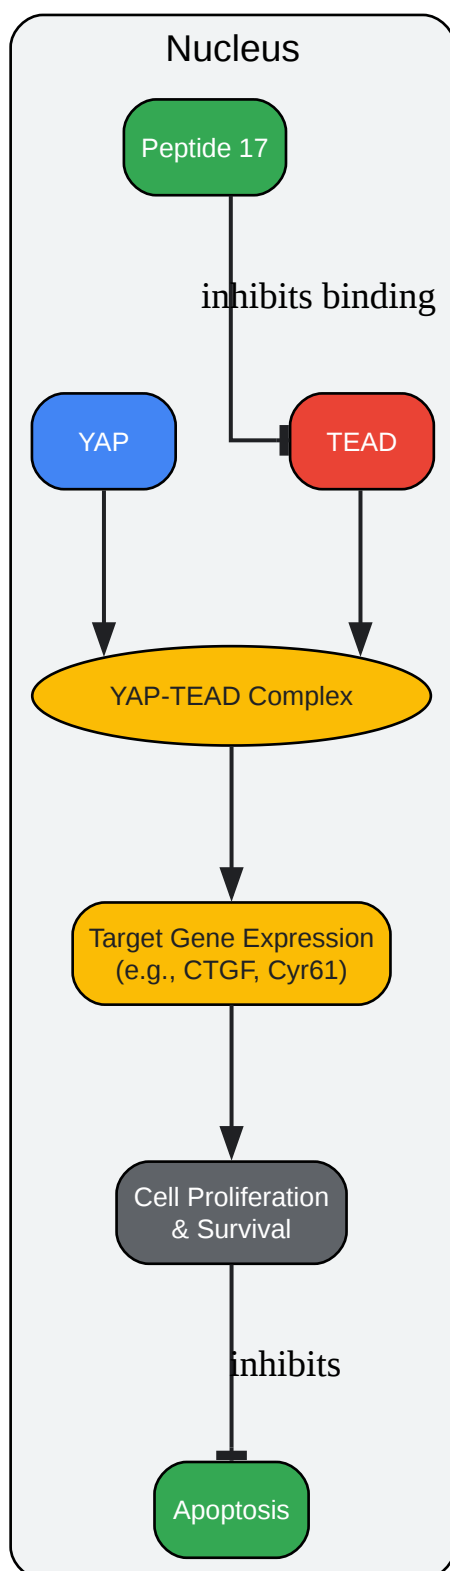 Nucleus
Peptide 17
inhibits binding
YAP
TEAD
YAP-TEAD Complex
Target Gene Expression
(e.g., CTGF, Cyr61)
Cell Proliferation
& Survival
inhibits
Apoptosis